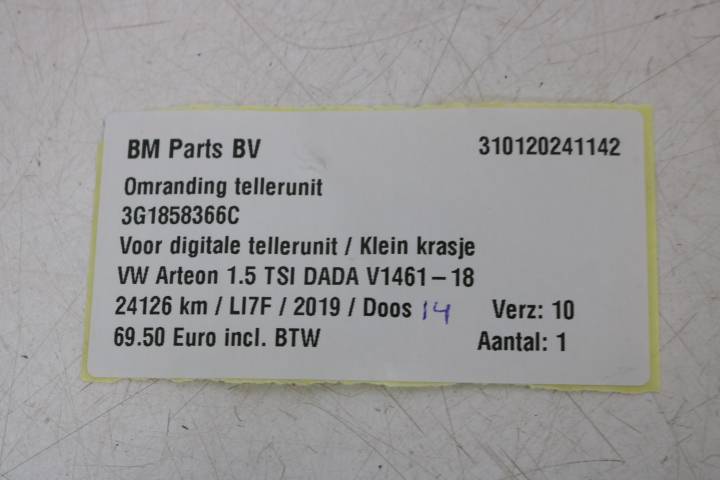 BM Parts BV 310120241142
Omranding tellerunit
3G1858366C
Voor digitale tellerunit / Klein krasje
VW Arteon 1.5 TSI DADA V1461 – 18
24126 km / LI7F / 2019 / Doos 14 Verz: 10
69.50 Euro incl. BTW Aantal: 1